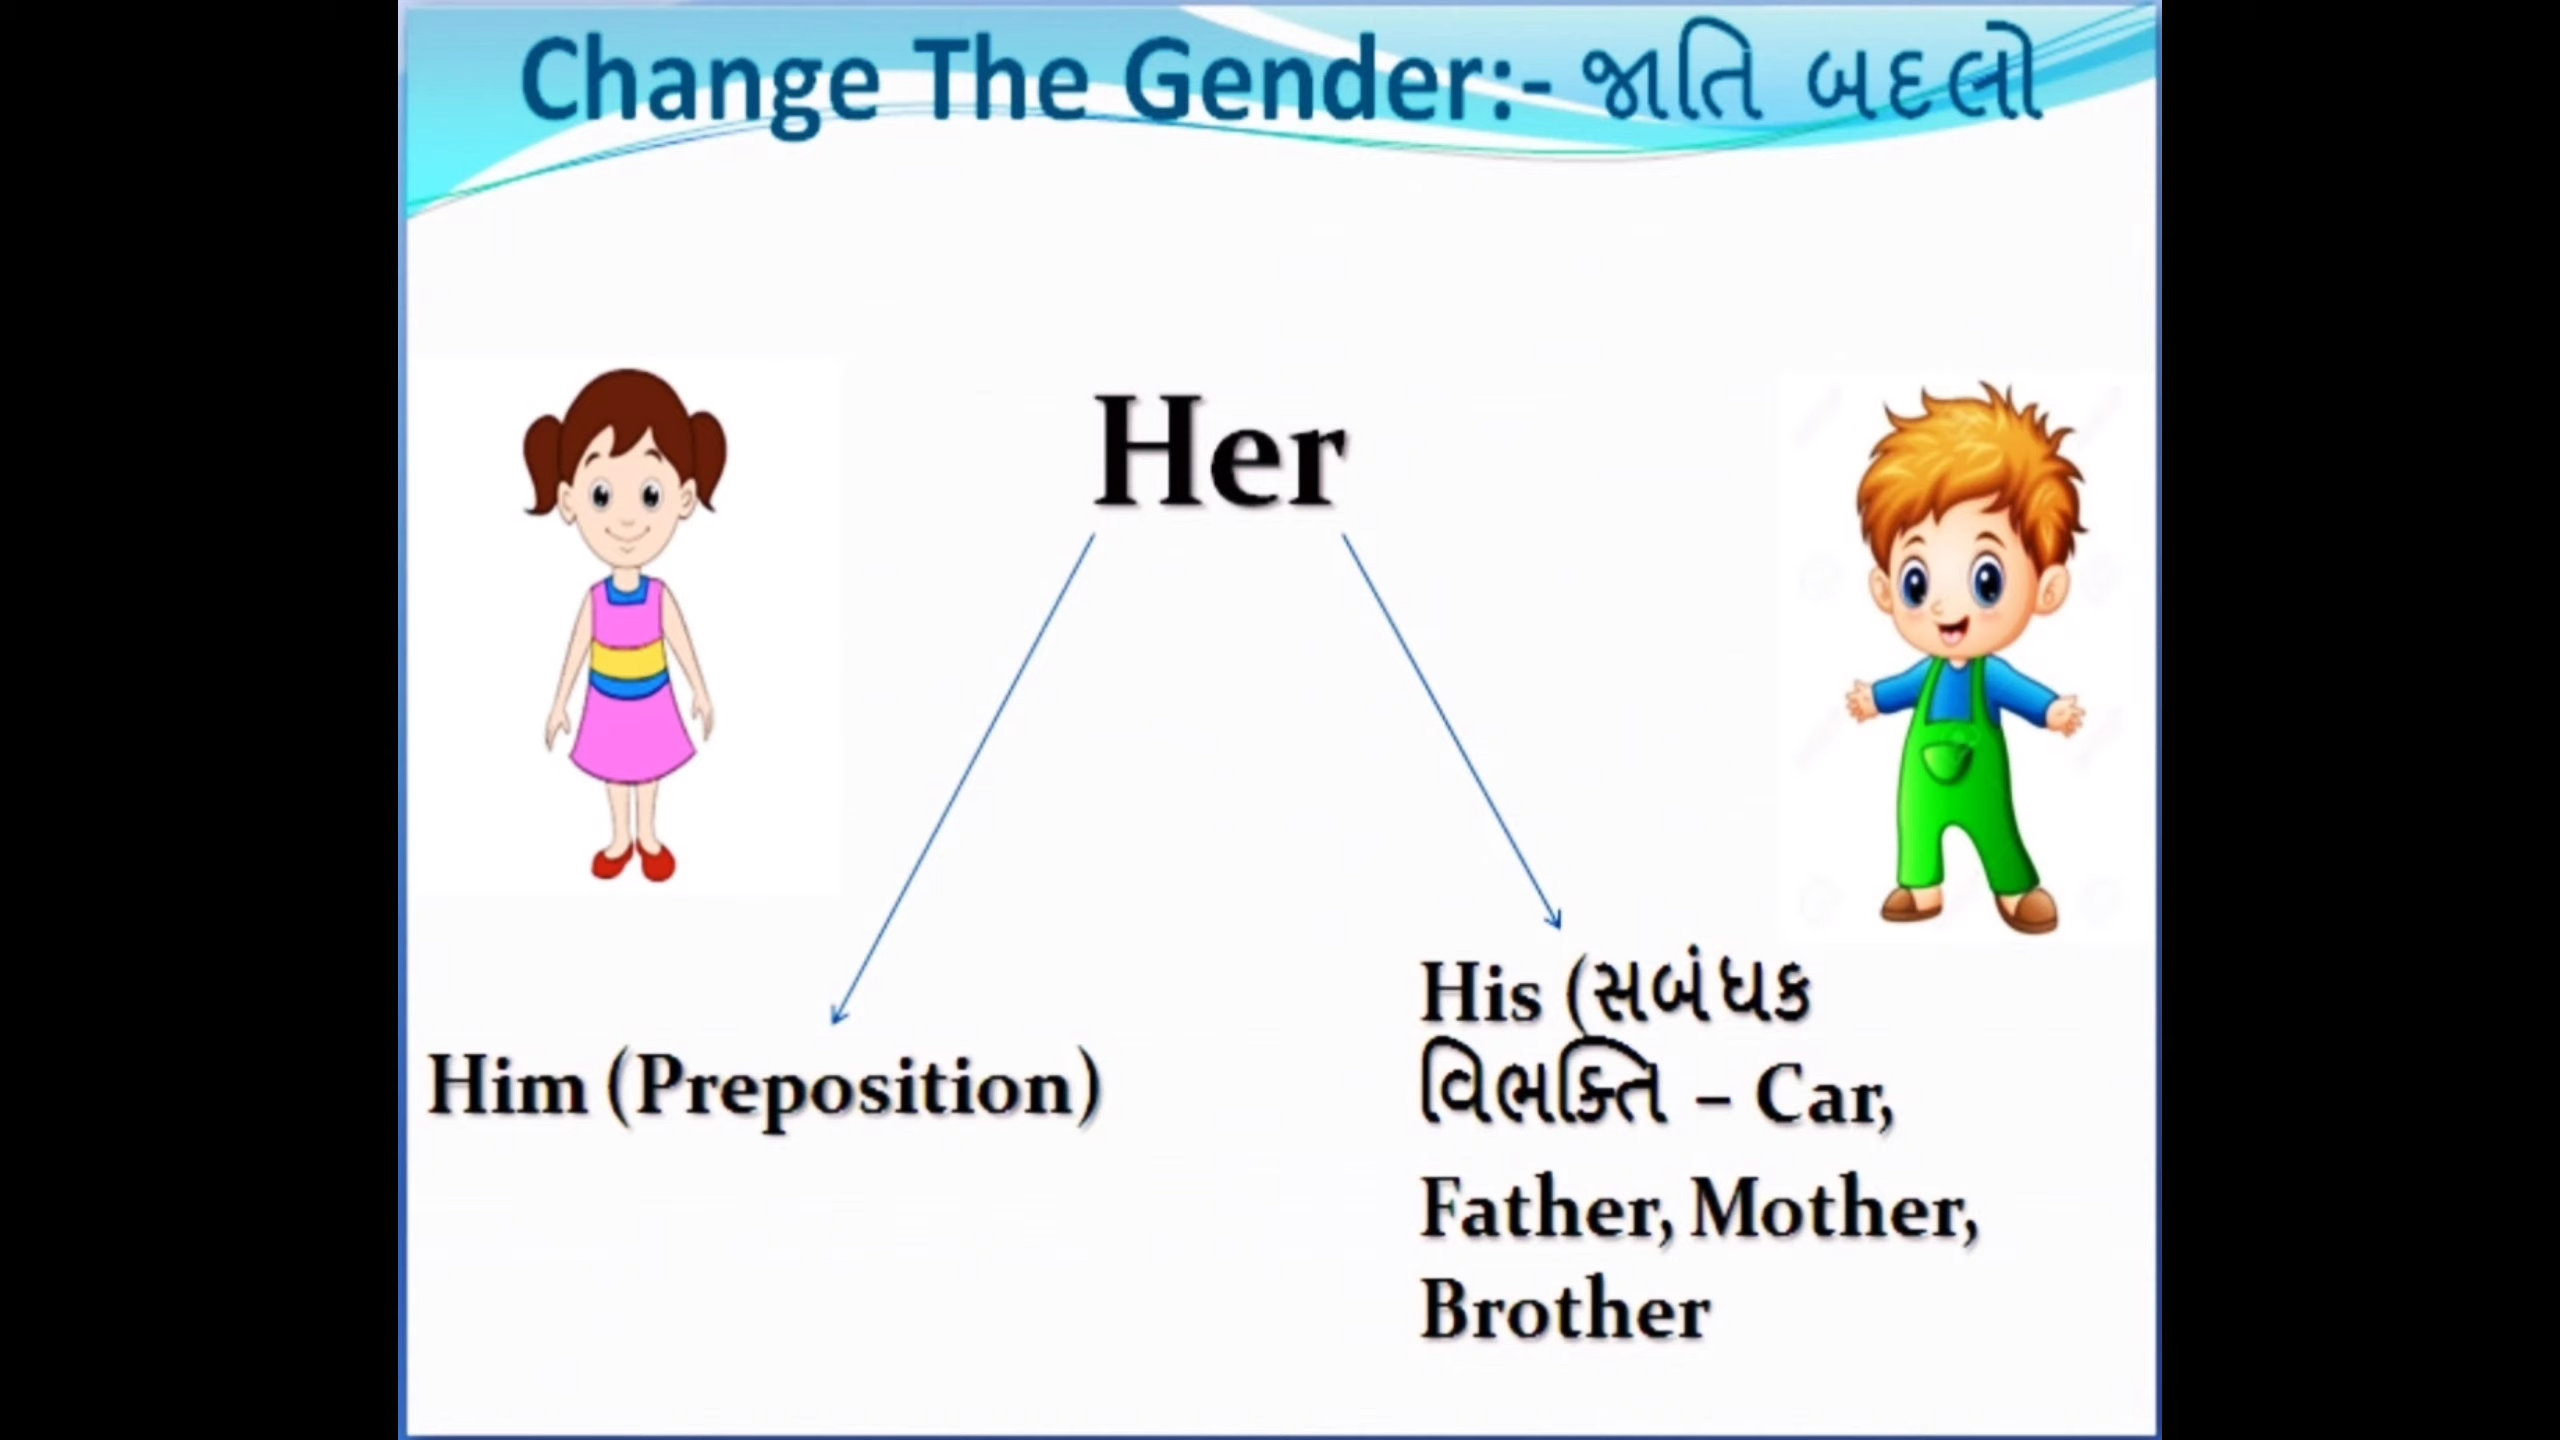 Change The Gender:- જાતિ બદલો
Her
Him (Preposition)
His (સબંધક
વિભક્તિ – Car,
Father, Mother,
Brother